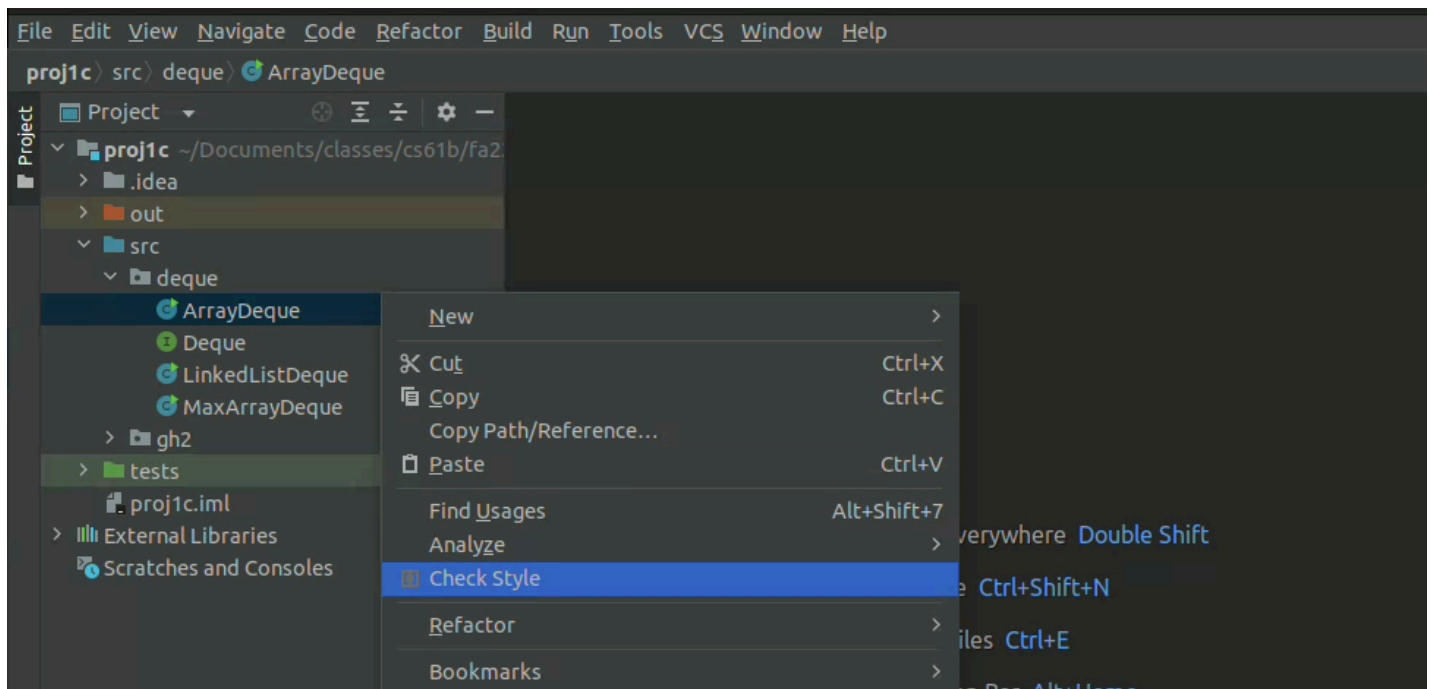 File Edit View Navigate Code Refactor Build Run Tools VCS Window Help
proj1c src deque ArrayDeque
Project
Project
proj1c ~/Documents/classes/cs61b/fa2
.idea
out
src
deque
ArrayDeque
Deque
LinkedListDeque
MaxArrayDeque
gh2
tests
proj1c.iml
External Libraries
Scratches and Consoles
New
Cut Ctrl+X
Copy Ctrl+C
Copy Path/Reference...
Paste Ctrl+V
Find Usages Alt+Shift+7
Analyze
Check Style
Refactor
Bookmarks
verywhere Double Shift
e Ctrl+Shift+N
iles Ctrl+E